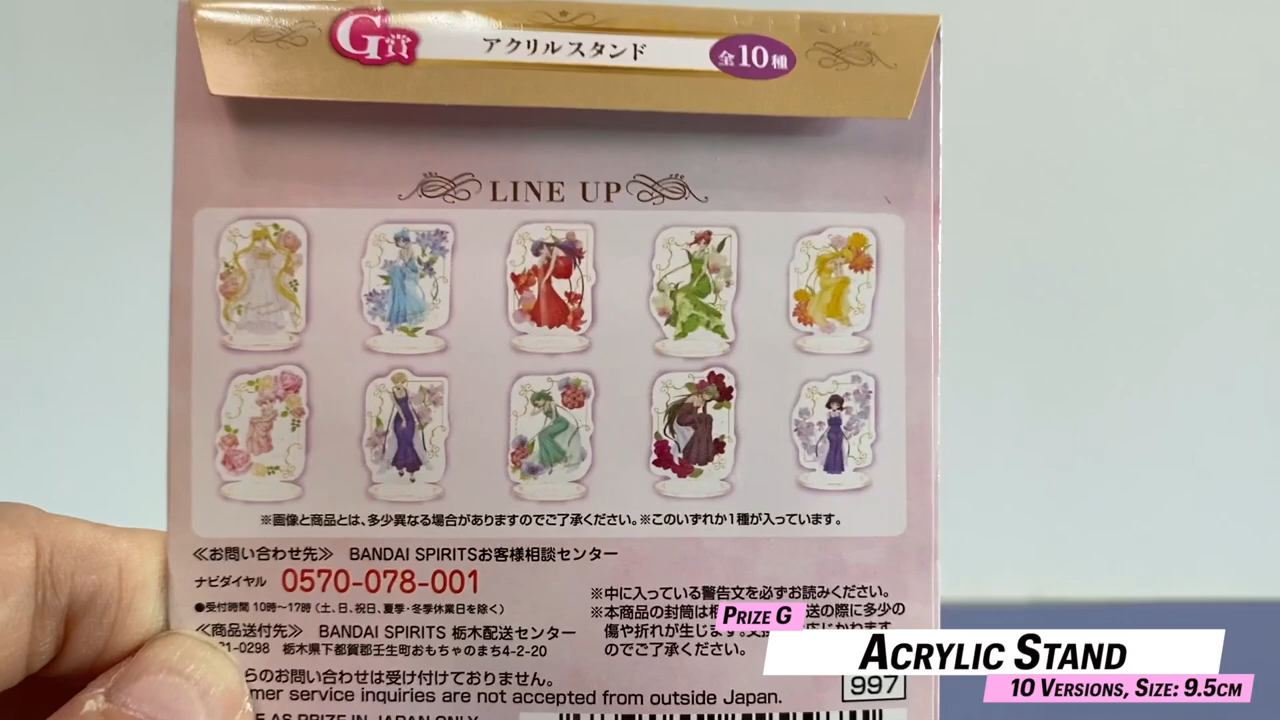 G賞 アクリルスタンド 全10種
LINE UP
※画像と商品とは、多少異なる場合がありますのでご了承ください。※このいずれか1種が入っています。
≪お問い合わせ先≫ BANDAI SPIRITSお客様相談センター
ナビダイヤル 0570-078-001
●受付時間 10時～17時(土、日、祝日、夏季・冬季休業日を除く)
≪商品送付先≫ BANDAI SPIRITS 栃木配送センター
1-0298 栃木県下都賀郡壬生町おもちゃのまち4-2-20
らのお問い合わせは受け付けておりません。
mer service inquiries are not accepted from outside Japan.
E AS PRIZE IN JAPAN ONLY
※中に入っている警告文を必ずお読みください。
※本商品の封筒は 送の際に多少の
傷や折れが生じます。
のでご了承ください。
997
PRIZE G
ACRYLIC STAND
10 VERSIONS, SIZE: 9.5CM